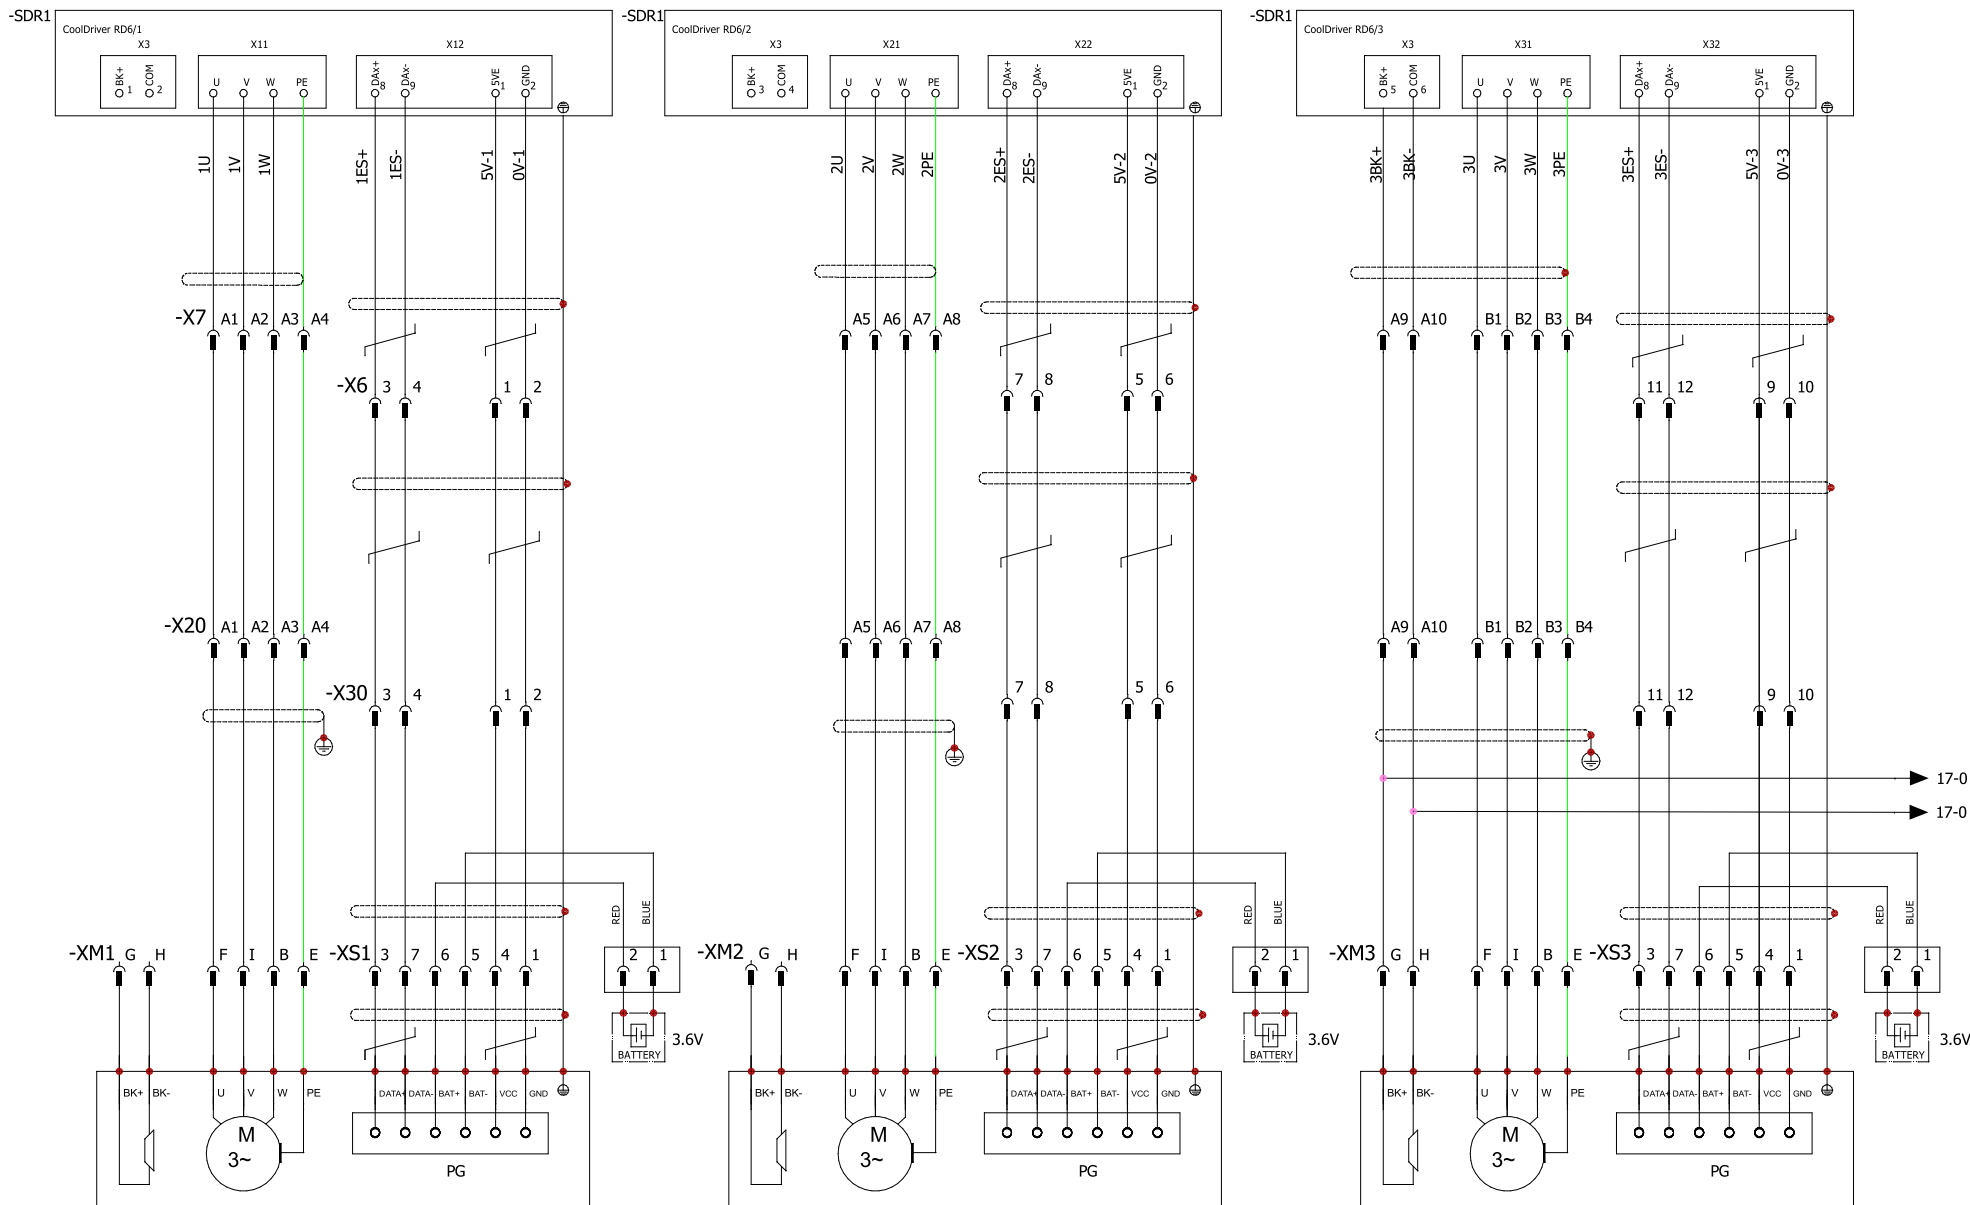 -SDR1 -SDR1 -SDR1
CoolDriver RD6/1 CoolDriver RD6/2 CoolDriver RD6/3
X3 X11 X12 X3 X21 X22 X3 X31 X32
BK+ COM U V W PE DAx+ DAx- 5VE GND BK+ COM U V W PE DAx+ DAx- 5VE GND BK+ COM U V W PE DAx+ DAx- 5VE GND
1 2 8 9 1 2 3 4 8 9 1 2 5 6 8 9 1 2
1U 1V 1W 1ES+ 1ES- 5V-1 0V-1 2U 2V 2W 2PE 2ES+ 2ES- 5V-2 0V-2 3BK+ 3BK- 3U 3V 3W 3PE 3ES+ 3ES- 5V-3 0V-3
-X7 A1 A2 A3 A4 A5 A6 A7 A8 A9 A10 B1 B2 B3 B4
-X6 3 4 1 2 7 8 5 6 11 12 9 10
-X20 A1 A2 A3 A4 A5 A6 A7 A8 A9 A10 B1 B2 B3 B4
-X30 3 4 1 2 7 8 5 6 11 12 9 10
17-0
17-0
RED BLUE RED BLUE RED BLUE
-XM1 G H F I B E -XS1 3 7 6 5 4 1 2 1 -XM2 G H F I B E -XS2 3 7 6 5 4 1 2 1 -XM3 G H F I B E -XS3 3 7 6 5 4 1 2 1
3.6V 3.6V 3.6V
BATTERY BATTERY BATTERY
BK+ BK- U V W PE DATA+ DATA- BAT+ BAT- VCC GND BK+ BK- U V W PE DATA+ DATA- BAT+ BAT- VCC GND BK+ BK- U V W PE DATA+ DATA- BAT+ BAT- VCC GND
M M M
3~ 3~ 3~
PG PG PG